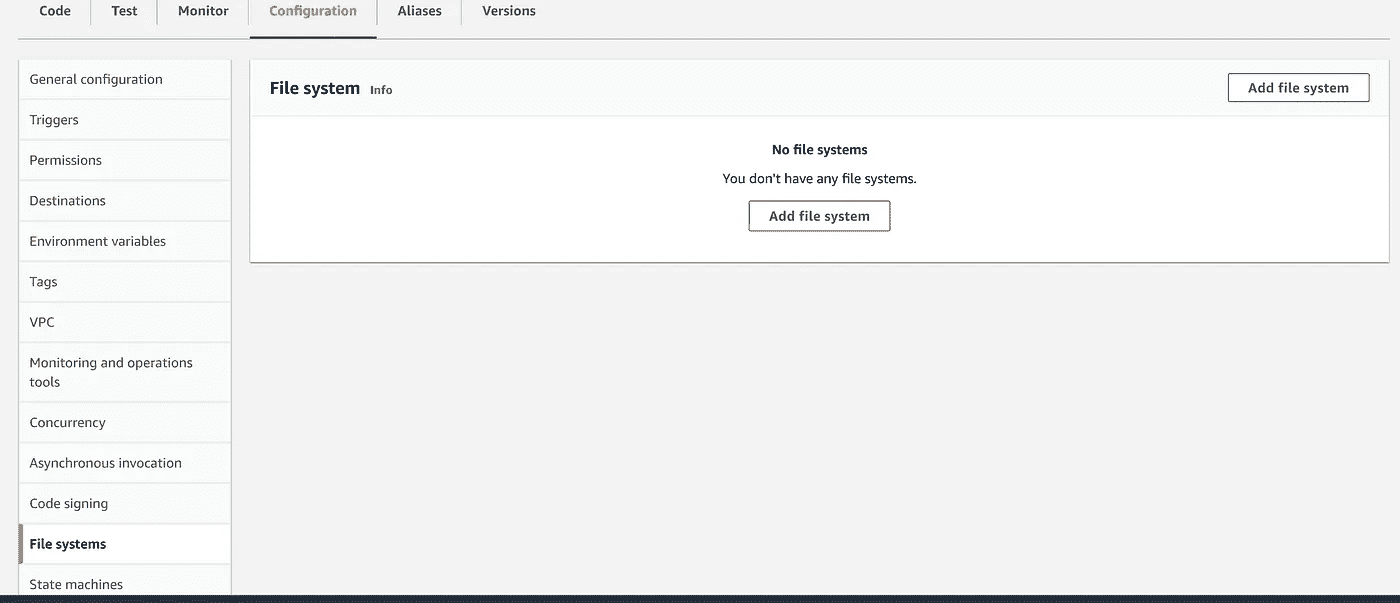 Code Test Monitor Configuration Aliases Versions
General configuration
Triggers
Permissions
Destinations
Environment variables
Tags
VPC
Monitoring and operations
tools
Concurrency
Asynchronous invocation
Code signing
File systems
State machines
File system Info
Add file system
No file systems
You don't have any file systems.
Add file system